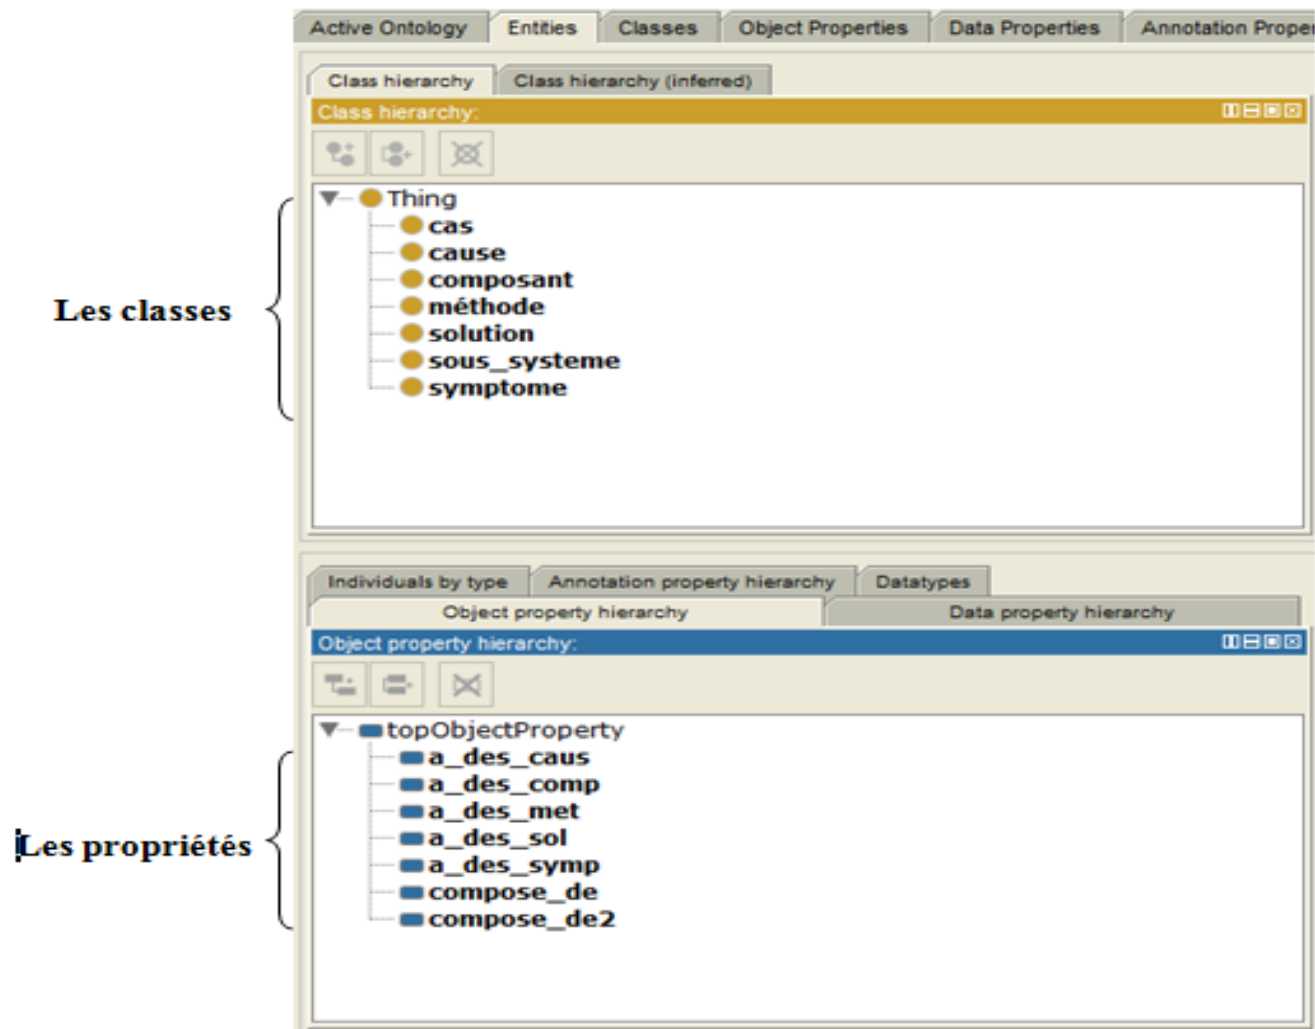 Active Ontology Entities Classes Object Properties Data Properties Annotation Proper
Class hierarchy Class hierarchy (inferred)
Class hierarchy:
Thing
cas
cause
composant
méthode
solution
sous_systeme
symptome
Les classes
Individuals by type Annotation property hierarchy Datatypes
Object property hierarchy Data property hierarchy
Object property hierarchy:
topObjectProperty
a_des_caus
a_des_comp
a_des_met
a_des_sol
a_des_symp
compose_de
compose_de2
Les propriétés